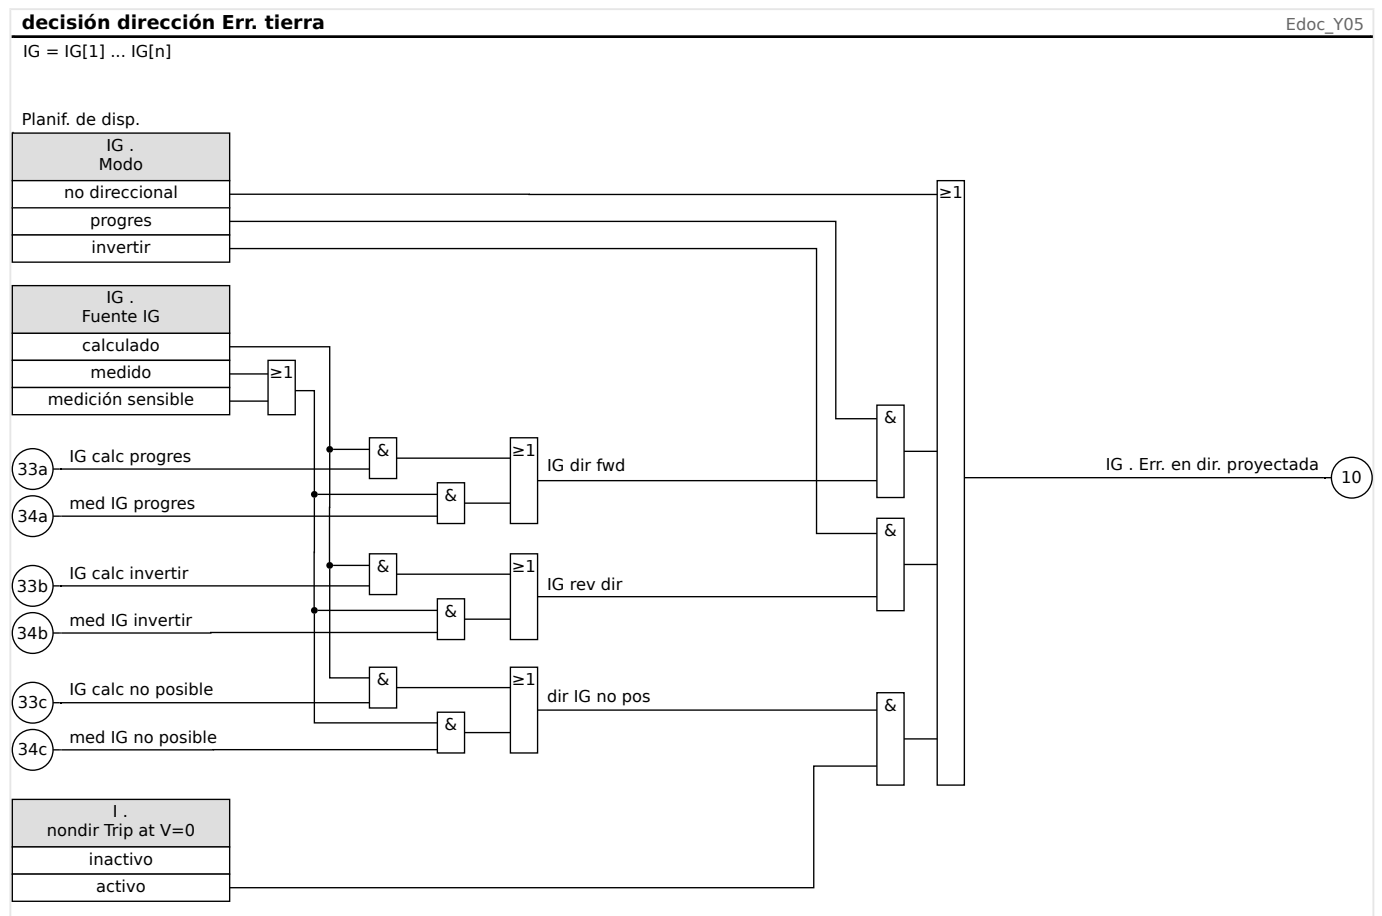 decisión dirección Err. tierra
Edoc_Y05
IG = IG[1] ... IG[n]
Planif. de disp.
IG .
Modo
no direccional
progres
invertir
≥1
IG .
Fuente IG
calculado
medido
medición sensible
≥1
33a
IG calc progres
&
≥1
IG dir fwd
&
34a
med IG progres
&
IG . Err. en dir. proyectada
10
33b
IG calc invertir
&
≥1
IG rev dir
&
34b
med IG invertir
&
33c
IG calc no posible
&
≥1
dir IG no pos
&
34c
med IG no posible
&
I .
nondir Trip at V=0
inactivo
activo